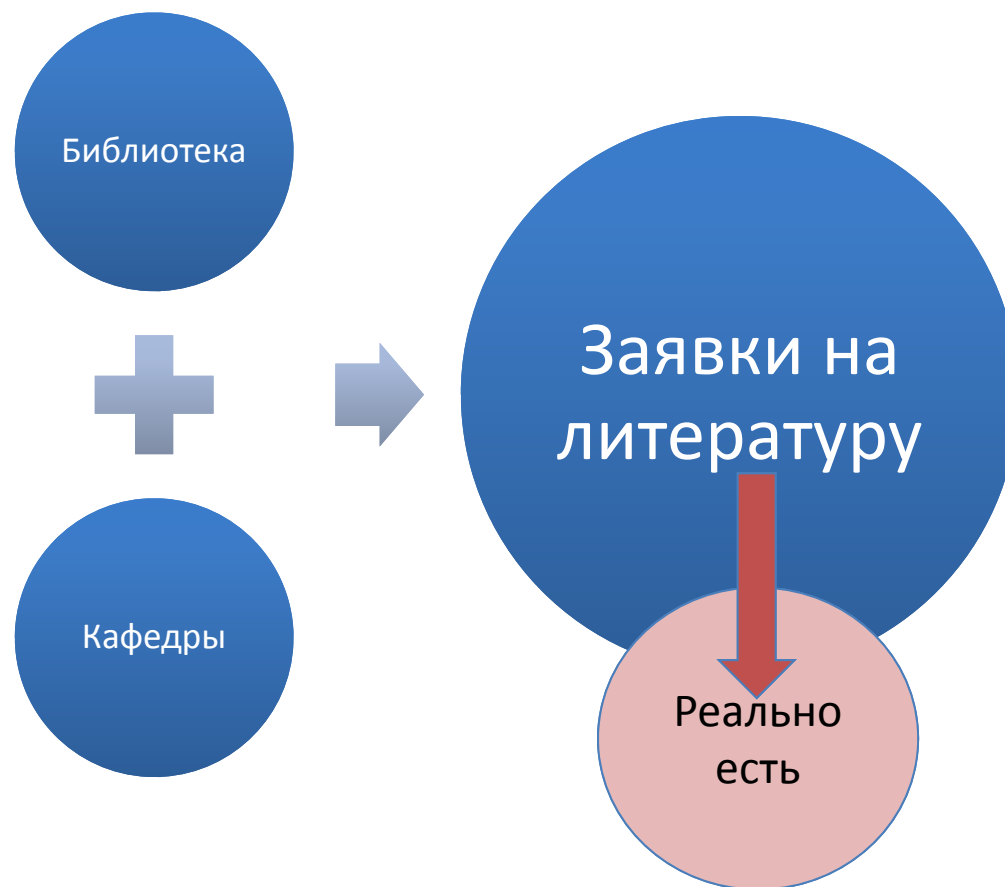 Библиотека
Кафедры
Заявки на
литературу
Реально
есть